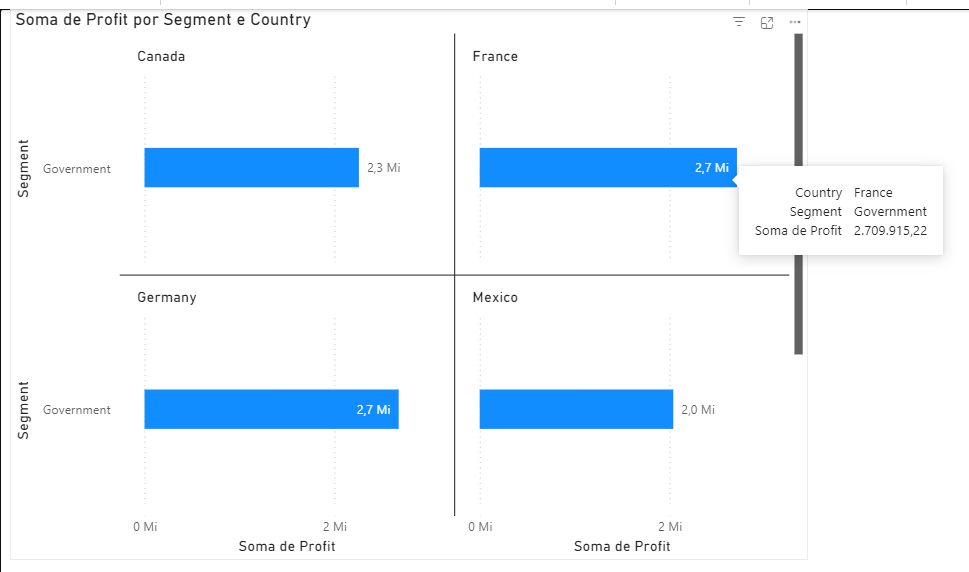 Soma de Profit por Segment e Country
Canada
France
Segment
Government
2,3 Mi
2,7 Mi
Country France
Segment Government
Soma de Profit 2.709.915,22
Germany
Mexico
Segment
Government
2,7 Mi
2,0 Mi
0 Mi
2 Mi
0 Mi
2 Mi
Soma de Profit
Soma de Profit